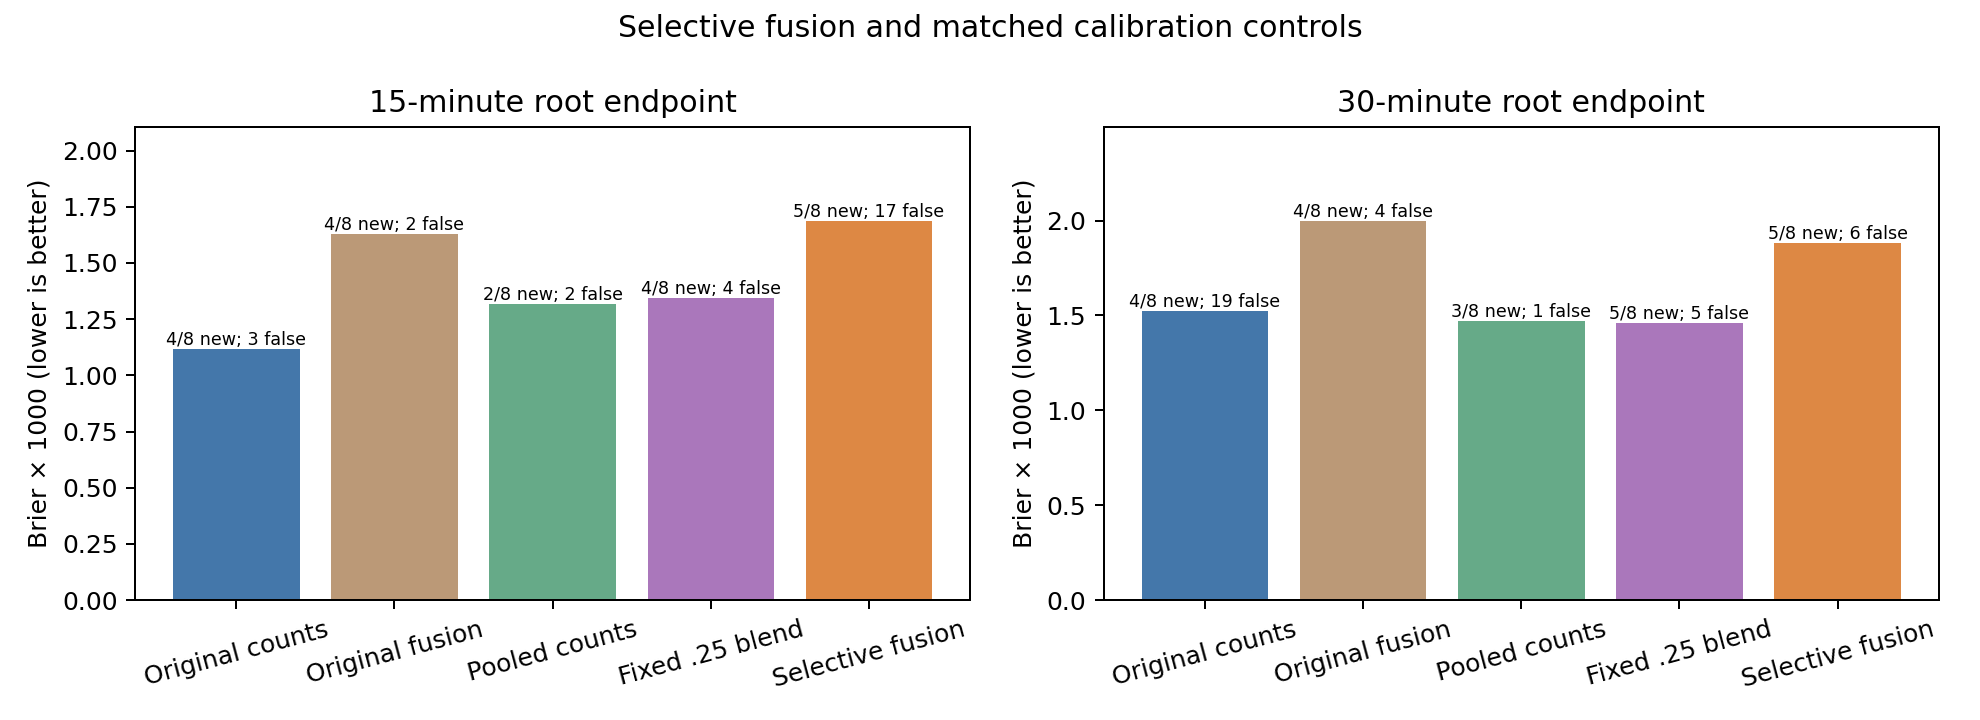 Selective fusion and matched calibration controls
15-minute root endpoint
Brier × 1000 (lower is better)
2.00
1.75
1.50
1.25
1.00
0.75
0.50
0.25
0.00
4/8 new; 3 false
4/8 new; 2 false
2/8 new; 2 false
4/8 new; 4 false
5/8 new; 17 false
Original counts
Original fusion
Pooled counts
Fixed .25 blend
Selective fusion
30-minute root endpoint
Brier × 1000 (lower is better)
2.0
1.5
1.0
0.5
0.0
4/8 new; 19 false
4/8 new; 4 false
3/8 new; 1 false
5/8 new; 5 false
5/8 new; 6 false
Original counts
Original fusion
Pooled counts
Fixed .25 blend
Selective fusion